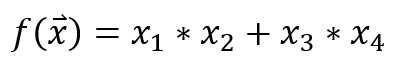 f(x⃗) = x₁ * x₂ + x₃ * x₄